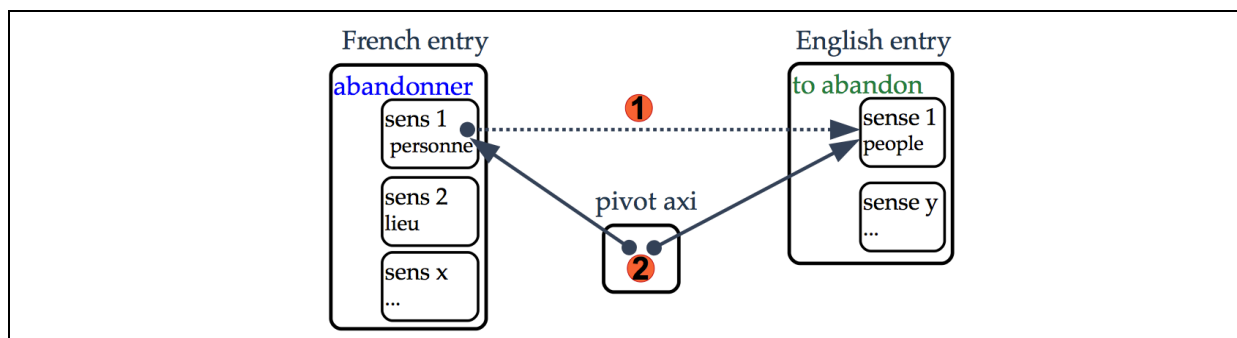 French entry
English entry
abandonner
to abandon
sens 1
personne
sens 2
lieu
sens x
...
1
pivot axi
2
sense 1
people
sense y
...